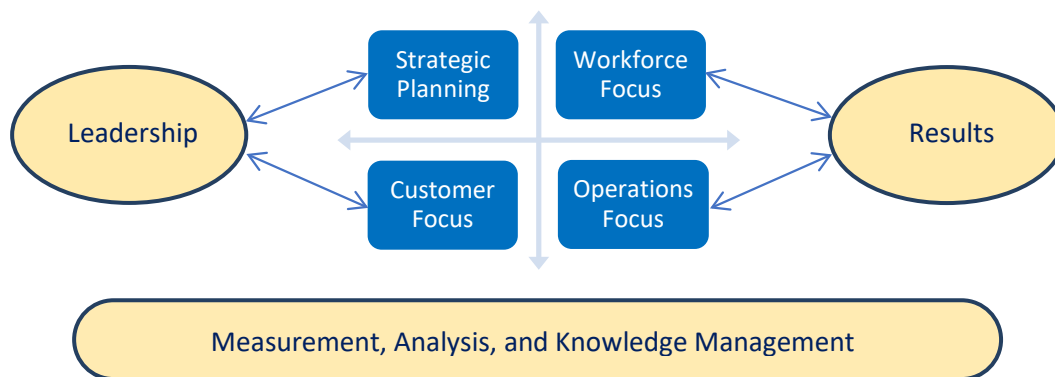 Leadership
Strategic
Planning
Customer
Focus
Workforce
Focus
Operations
Focus
Results
Measurement, Analysis, and Knowledge Management